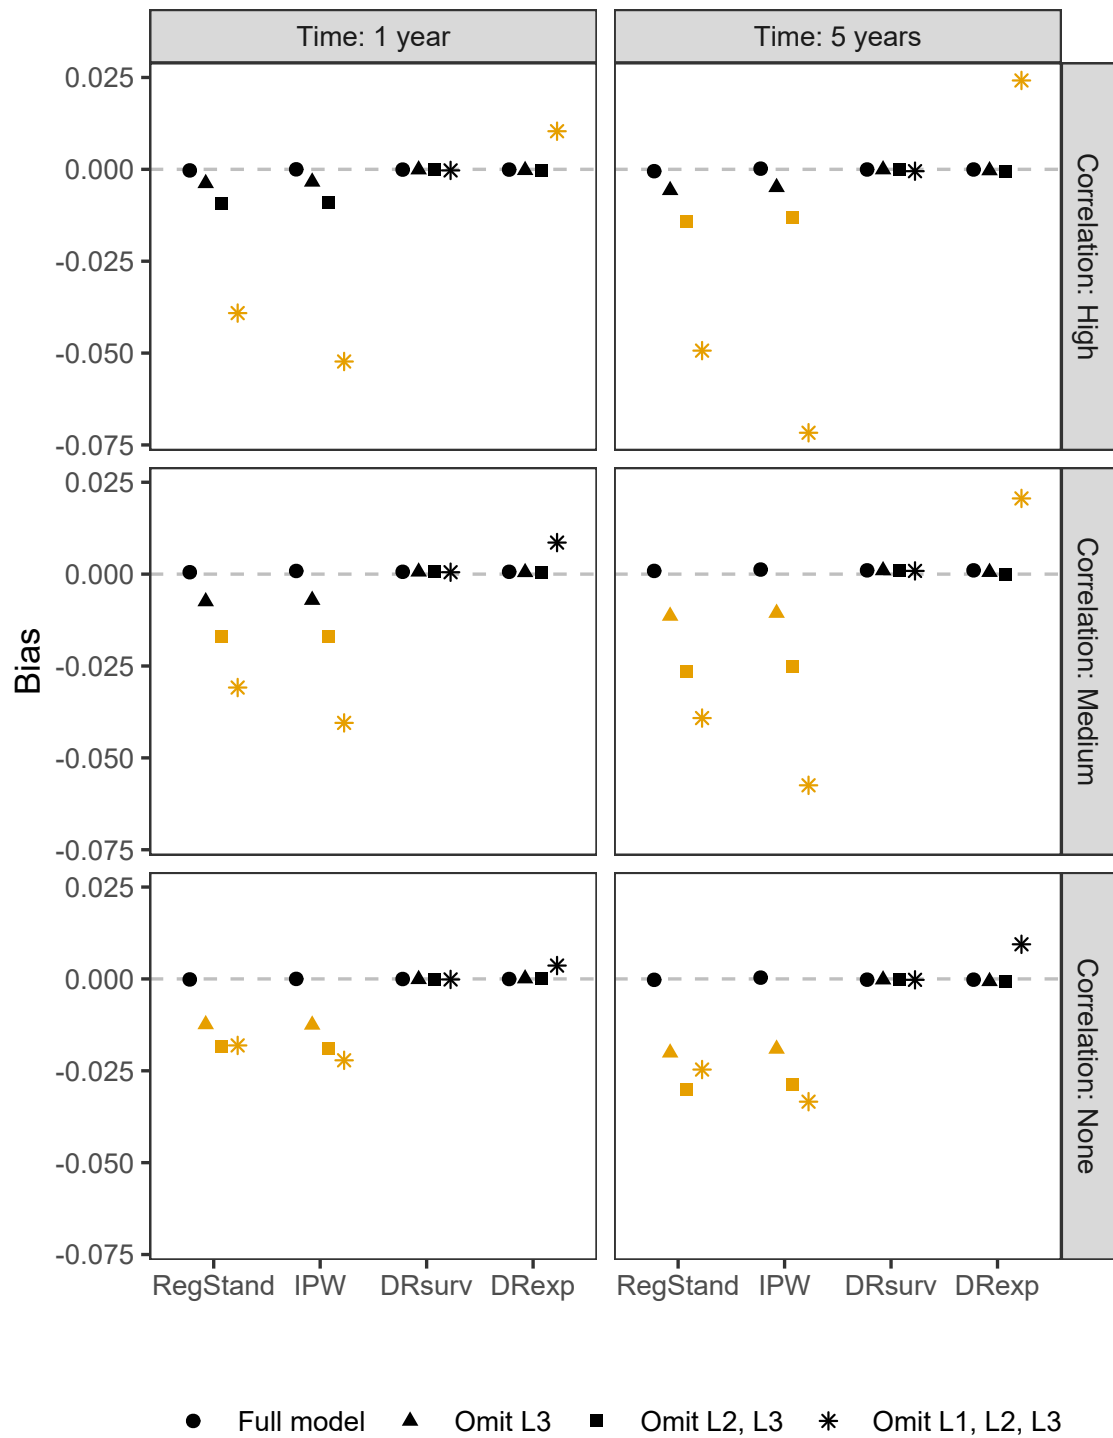 Time: 1 year
Time: 5 years
0.025
0.000
-0.025
-0.050
-0.075
Correlation: High
0.025
0.000
-0.025
-0.050
-0.075
Correlation: Medium
Bias
0.025
0.000
-0.025
-0.050
-0.075
Correlation: None
RegStand IPW DRsurv DRexp
RegStand IPW DRsurv DRexp
Full model Omit L3 Omit L2, L3 Omit L1, L2, L3